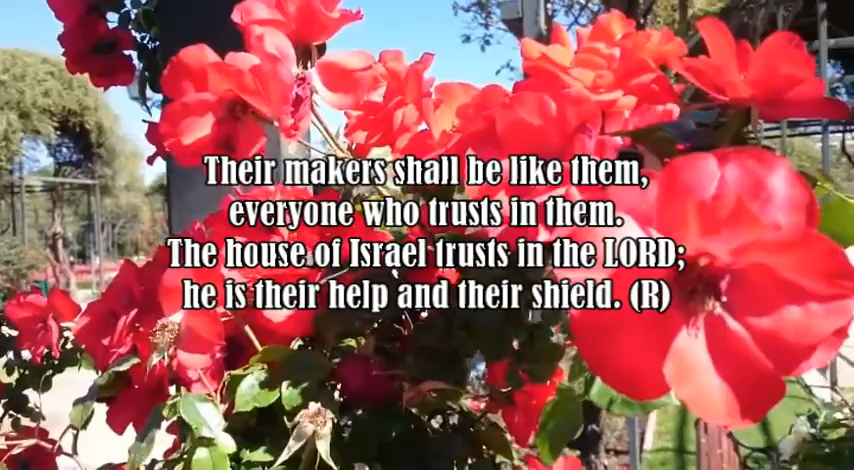 Their makers shall be like them,
everyone who trusts in them.
The house of Israel trusts in the LORD;
he is their help and their shield. (R)